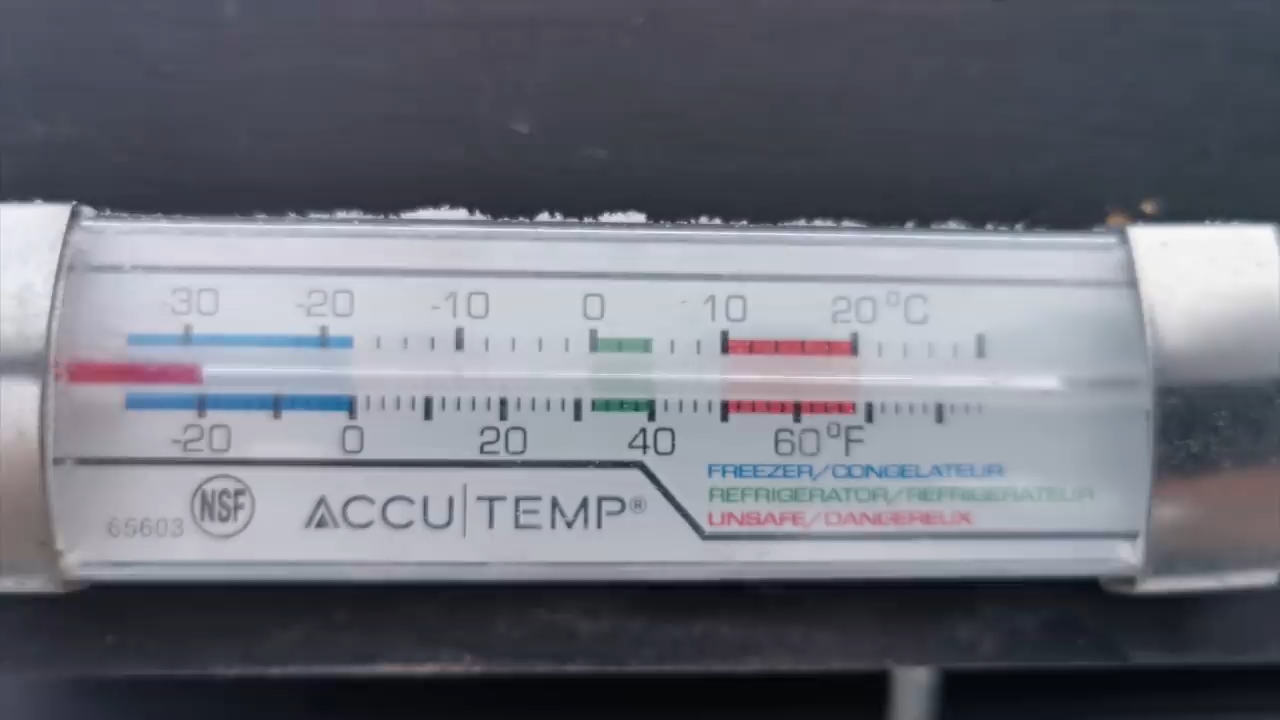 -30 -20 -10 0 10 20°C
-20 0 20 40 60°F
FREEZER/CONGELATEUR
REFRIGERATOR/REFRIGERATEUR
UNSAFE/DANGEREUX
65603 NSF ACCU|TEMP®